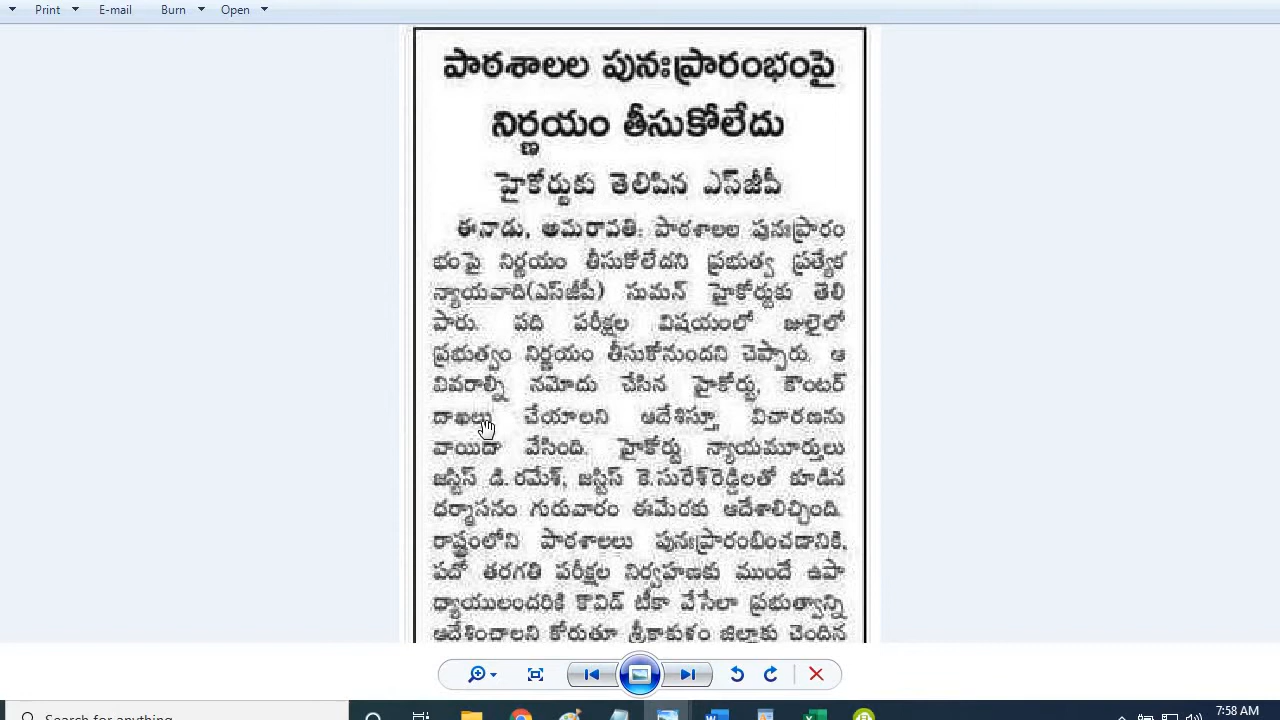 Print E-mail Burn Open
పాఠశాలల పునఃప్రారంభంపై
నిర్ణయం తీసుకోలేదు
హైకోర్టుకు తెలిపిన ఎస్‌జీపీ
ఈనాడు, అమరావతి: పాఠశాలల పునఃప్రారం
భంపై నిర్ణయం తీసుకోలేదని ప్రభుత్వ ప్రత్యేక
న్యాయవాది(ఎస్‌జీపీ) సుమన్ హైకోర్టుకు తెలి
పారు. పది పరీక్షల విషయంలో జులైలో
ప్రభుత్వం నిర్ణయం తీసుకోనుందని చెప్పారు. ఆ
వివరాల్ని నమోదు చేసిన హైకోర్టు, కౌంటర్
దాఖలు చేయాలని ఆదేశిస్తూ విచారణను
వాయిదా వేసింది. హైకోర్టు న్యాయమూర్తులు
జస్టిస్ డి.రమేశ్, జస్టిస్ కె.సురేశ్‌రెడ్డిలతో కూడిన
ధర్మాసనం గురువారం ఈమేరకు ఆదేశాలిచ్చింది.
రాష్ట్రంలోని పాఠశాలలు పునఃప్రారంభించడానికి,
పదో తరగతి పరీక్షల నిర్వహణకు ముందే ఉపా
ధ్యాయులందరికి కొవిడ్ టీకా వేసేలా ప్రభుత్వాన్ని
ఆదేశించాలని కోరుతూ శ్రీకాకుళం జిల్లాకు చెందిన
Search for anything
7:58 AM